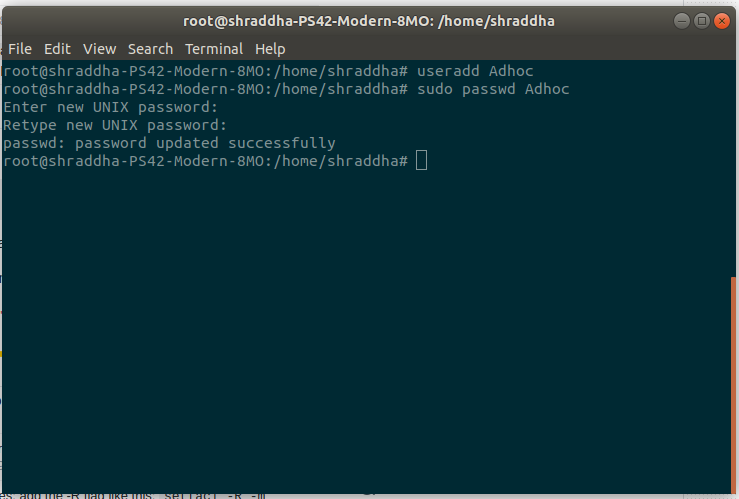 root@shraddha-PS42-Modern-8MO: /home/shraddha
File Edit View Search Terminal Help
root@shraddha-PS42-Modern-8MO:/home/shraddha# useradd Adhoc
root@shraddha-PS42-Modern-8MO:/home/shraddha# sudo passwd Adhoc
Enter new UNIX password:
Retype new UNIX password:
passwd: password updated successfully
root@shraddha-PS42-Modern-8MO:/home/shraddha#